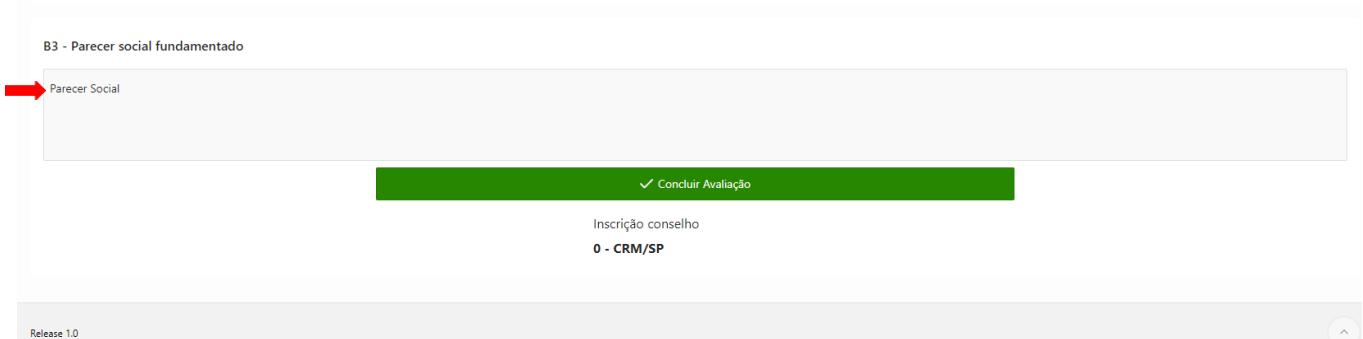 B3 - Parecer social fundamentado
Parecer Social
Concluir Avaliação
Inscrição conselho
0 - CRM/SP
Release 1.0